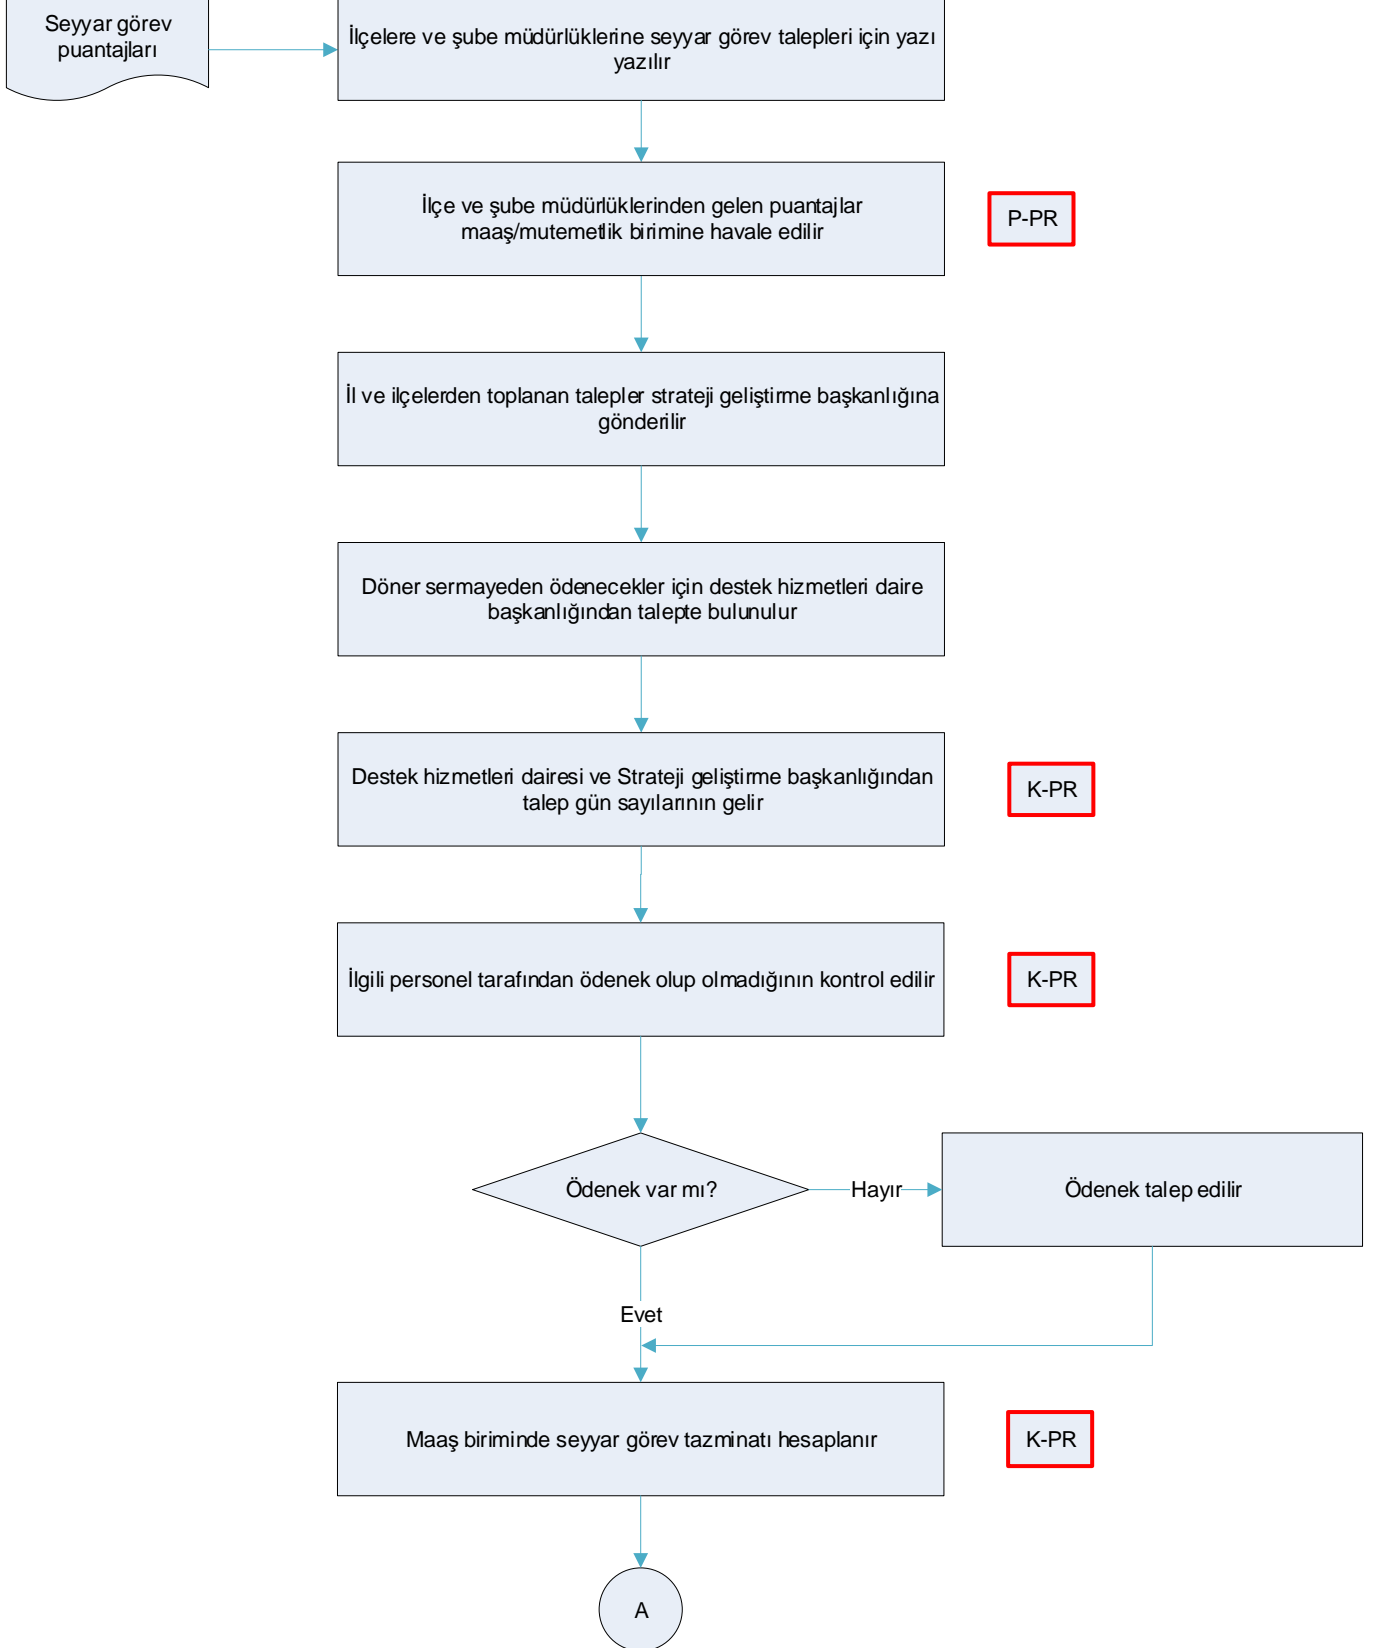 Seyyar görev
puantajları
İlçelere ve şube müdürlüklerine seyyar görev talepleri için yazı
yazılır
İlçe ve şube müdürlüklerinden gelen puantajlar
maaş/mutemetlik birimine havale edilir
P-PR
İl ve ilçelerden toplanan talepler strateji geliştirme başkanlığına
gönderilir
Döner sermayeden ödenecekler için destek hizmetleri daire
başkanlığından talepte bulunulur
Destek hizmetleri dairesi ve Strateji geliştirme başkanlığından
talep gün sayılarının gelir
K-PR
İlgili personel tarafından ödenek olup olmadığının kontrol edilir
K-PR
Ödenek var mı?
Hayır
Ödenek talep edilir
Evet
Maaş biriminde seyyar görev tazminatı hesaplanır
K-PR
A